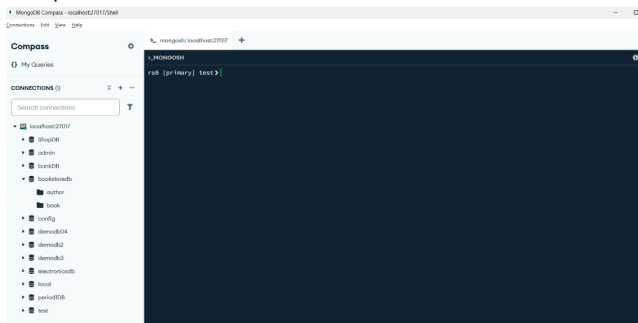 MongoDB Compass - localhost:27017/Shell
Connections Edit View Help
Compass
{} My Queries
CONNECTIONS (1)
Search connections
localhost:27017
ShopDB
admin
bankDB
bookstoredb
author
book
config
demodb04
demodb2
demodb3
electronicsdb
local
period1DB
test
mongosh: localhost:27017
>_MONGOSH
rs0 [primary] test>